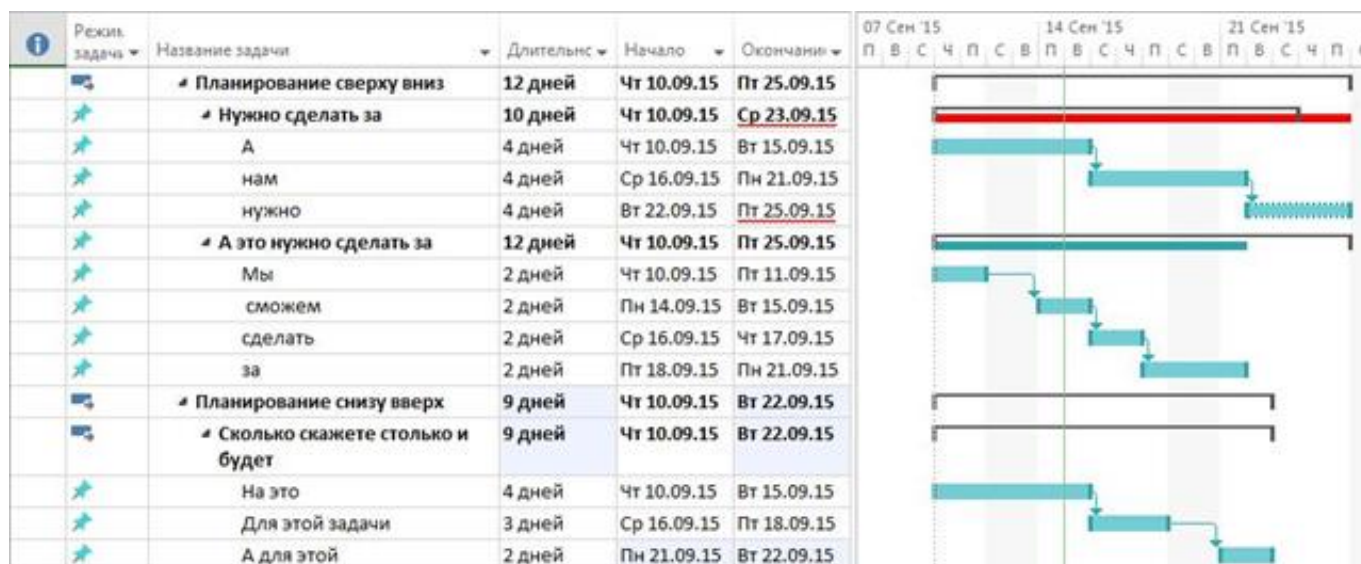 Режим
задачи Название задачи Длительнс Начало Окончани
07 Сен '15 14 Сен '15 21 Сен '15
П В С Ч П С В П В С Ч П С В П В С Ч П
Планирование сверху вниз 12 дней Чт 10.09.15 Пт 25.09.15
Нужно сделать за 10 дней Чт 10.09.15 Ср 23.09.15
А 4 дней Чт 10.09.15 Вт 15.09.15
нам 4 дней Ср 16.09.15 Пн 21.09.15
нужно 4 дней Вт 22.09.15 Пт 25.09.15
А это нужно сделать за 12 дней Чт 10.09.15 Пт 25.09.15
Мы 2 дней Чт 10.09.15 Пт 11.09.15
сможем 2 дней Пн 14.09.15 Вт 15.09.15
сделать 2 дней Ср 16.09.15 Чт 17.09.15
за 2 дней Пт 18.09.15 Пн 21.09.15
Планирование снизу вверх 9 дней Чт 10.09.15 Вт 22.09.15
Сколько скажете столько и 9 дней Чт 10.09.15 Вт 22.09.15
будет
На это 4 дней Чт 10.09.15 Вт 15.09.15
Для этой задачи 3 дней Ср 16.09.15 Пт 18.09.15
А для этой 2 дней Пн 21.09.15 Вт 22.09.15